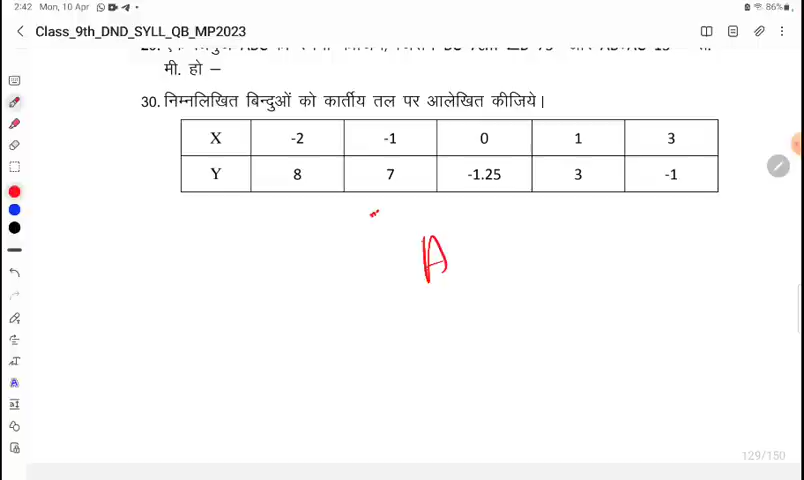 2:42 Mon, 10 Apr
86%
Class_9th_DND_SYLL_QB_MP2023
मी. हो –
30. निम्नलिखित बिन्दुओं को कार्तीय तल पर आलेखित कीजिये।
X -2 -1 0 1 3
Y 8 7 -1.25 3 -1
A
129/150